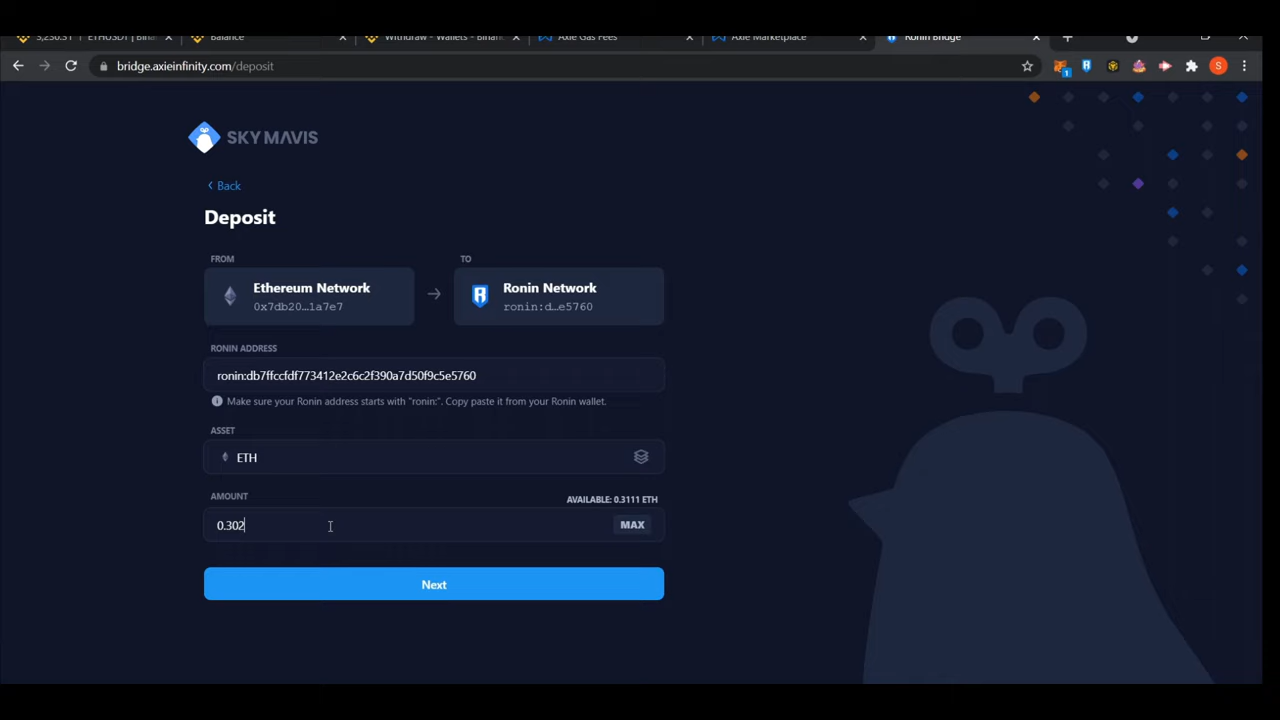 Balance
Withdraw - Wallets - Binan
Axie Gas Fees
Axie Marketplace
Ronin Bridge
bridge.axieinfinity.com/deposit
S
1
SKY MAVIS
Back
Deposit
FROM
TO
Ethereum Network
0x7db20...1a7e7
Ronin Network
ronin:d...e5760
RONIN ADDRESS
ronin:db7ffccfdf773412e2c6c2f390a7d50f9c5e5760
Make sure your Ronin address starts with "ronin:". Copy paste it from your Ronin wallet.
ASSET
ETH
AMOUNT
AVAILABLE: 0.3111 ETH
0.302
MAX
Next